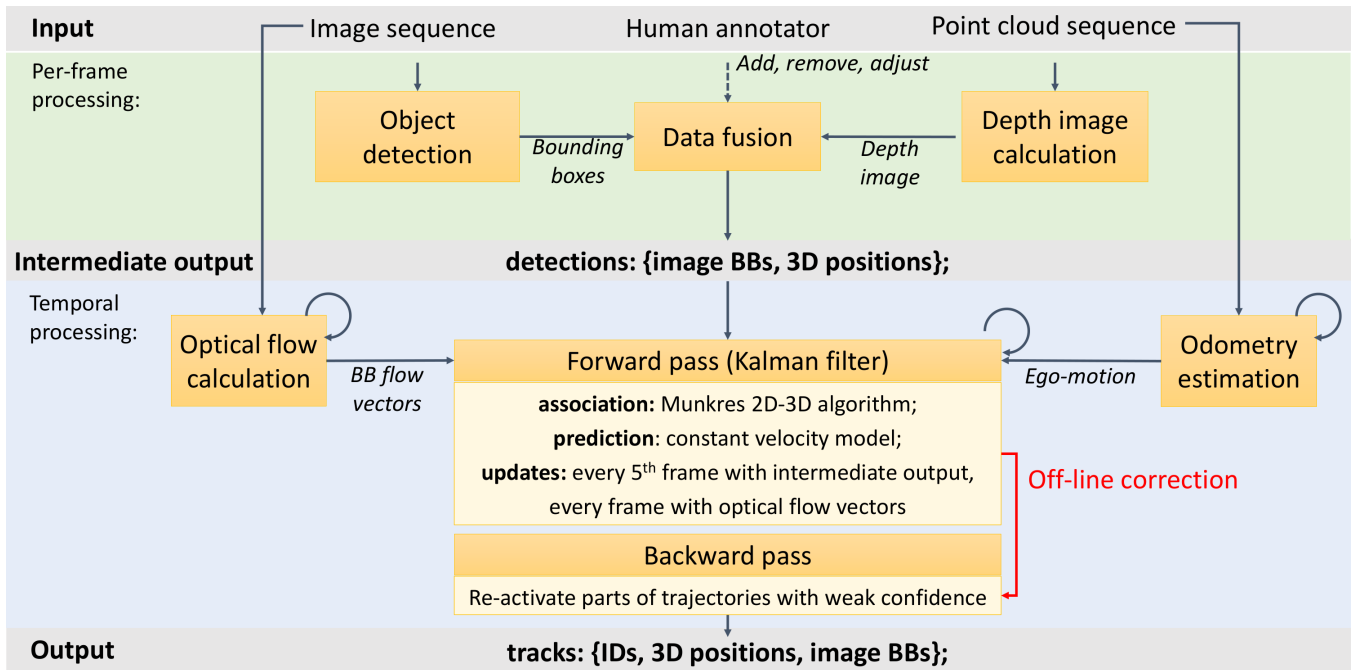 Input
Image sequence
Human annotator
Point cloud sequence
Per-frame
processing:
Add, remove, adjust
Object
detection
Bounding
boxes
Data fusion
Depth
image
Depth image
calculation
Intermediate output
detections: {image BBs, 3D positions};
Temporal
processing:
Optical flow
calculation
BB flow
vectors
Forward pass (Kalman filter)
Ego-motion
Odometry
estimation
association: Munkres 2D-3D algorithm;
prediction: constant velocity model;
updates: every 5th frame with intermediate output,
every frame with optical flow vectors
Off-line correction
Backward pass
Re-activate parts of trajectories with weak confidence
Output
tracks: {IDs, 3D positions, image BBs};